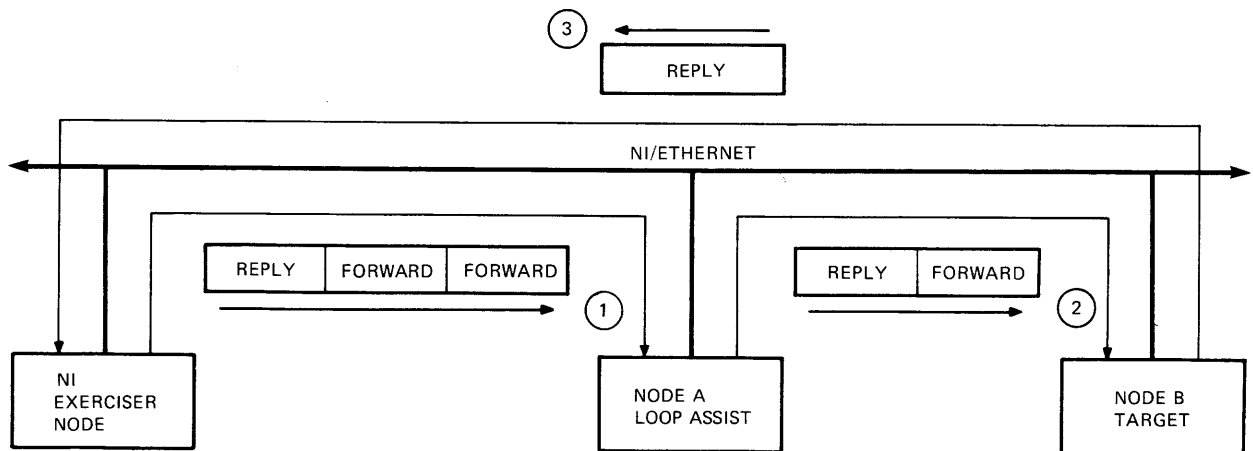 3
REPLY
NI/ETHERNET
REPLY FORWARD FORWARD
REPLY FORWARD
1
2
NI
EXERCISER
NODE
NODE A
LOOP ASSIST
NODE B
TARGET